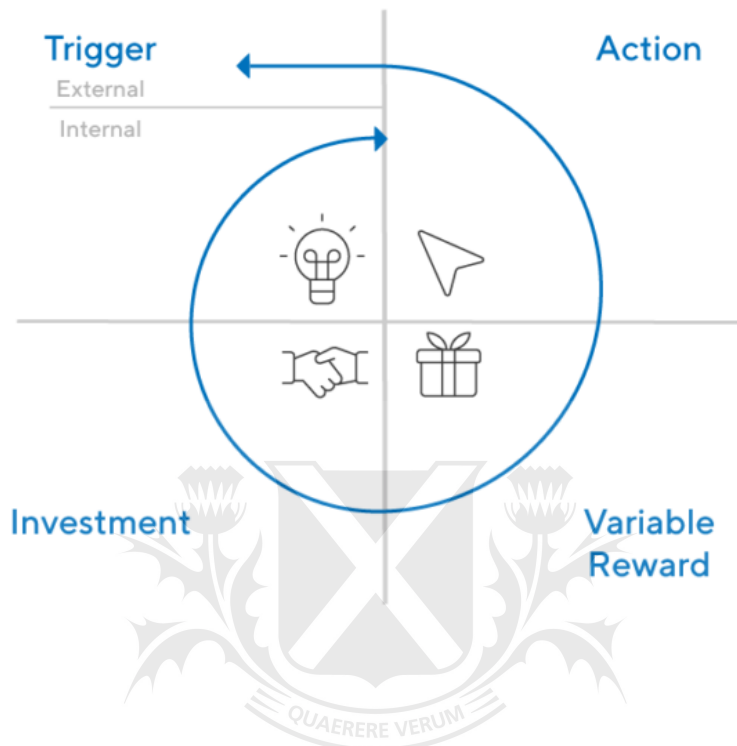 Trigger
External
Internal
Action
Investment
Variable
Reward
QUAERERE VERUM